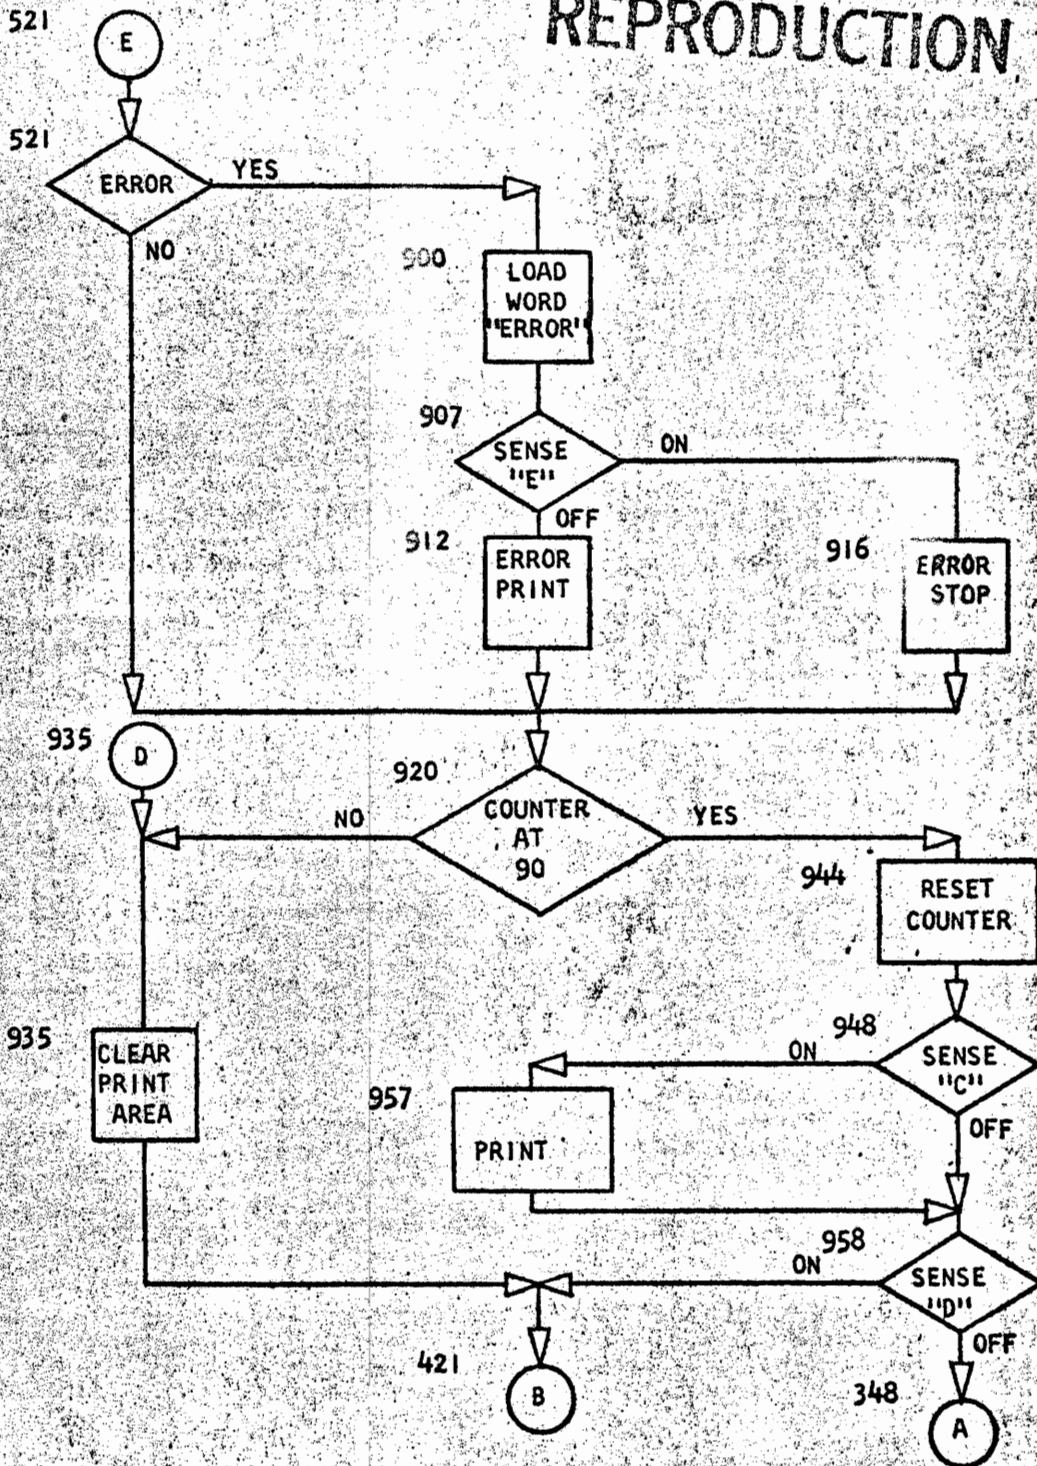 REPRODUCTION
521
E
521
ERROR
YES
NO
900
LOAD
WORD
"ERROR"
907
SENSE
"E"
ON
OFF
912
ERROR
PRINT
916
ERROR
STOP
935
D
920
COUNTER
AT
90
NO
YES
944
RESET
COUNTER
935
CLEAR
PRINT
AREA
948
SENSE
"C"
ON
OFF
957
PRINT
958
SENSE
"D"
ON
OFF
421
B
348
A